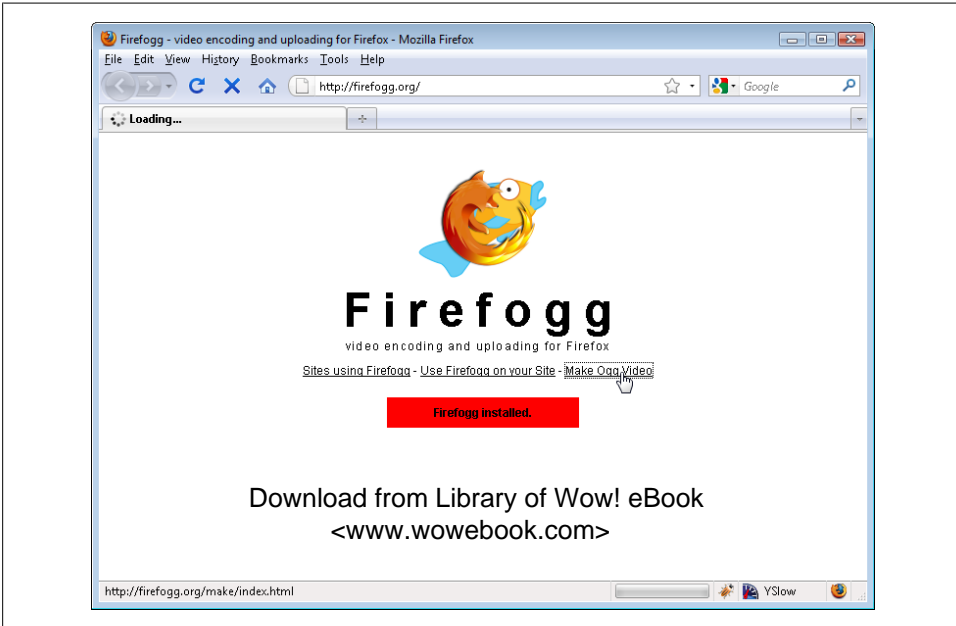 Firefogg - video encoding and uploading for Firefox - Mozilla Firefox
File Edit View History Bookmarks Tools Help
http://firefogg.org/
Google
Loading...
Firefogg
video encoding and uploading for Firefox
Sites using Firefogg - Use Firefogg on your Site - Make Ogg Video
Firefogg installed.
Download from Library of Wow! eBook
<www.wowebook.com>
http://firefogg.org/make/index.html
YSlow